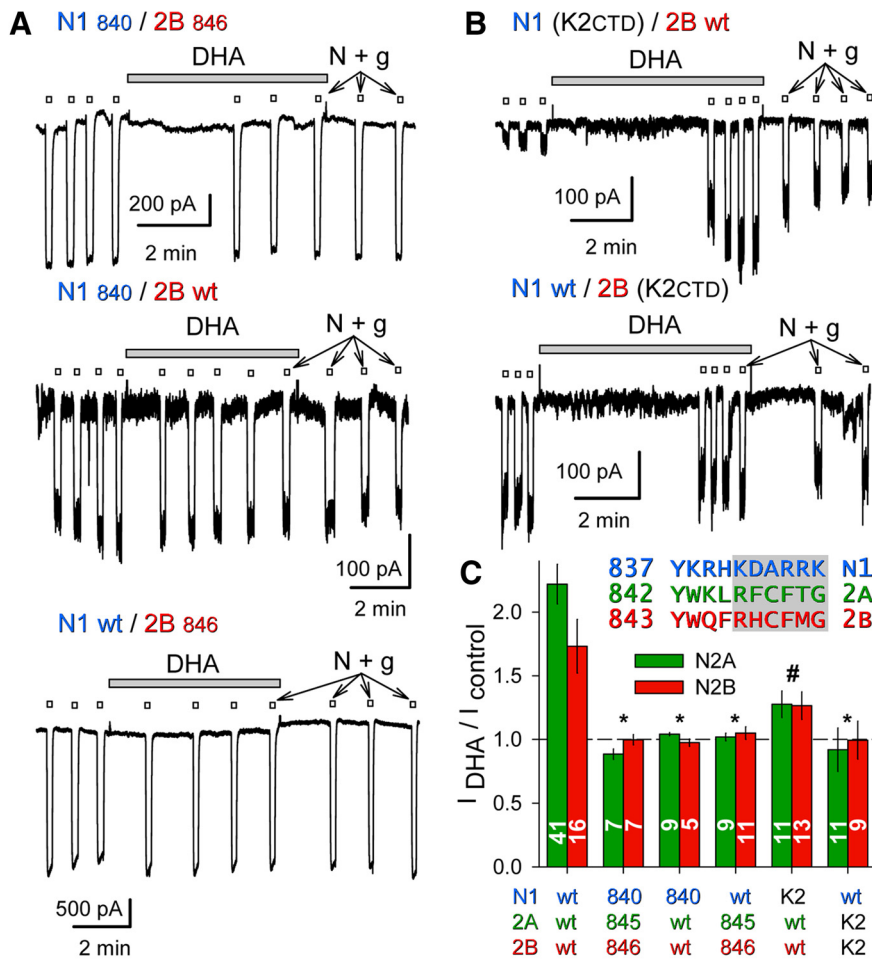 A
N1 840 / 2B 846
DHA
N + g
200 pA
2 min
N1 840 / 2B wt
DHA
N + g
100 pA
2 min
N1 wt / 2B 846
DHA
N + g
500 pA
2 min
B
N1 (K2CTD) / 2B wt
DHA
N + g
100 pA
2 min
N1 wt / 2B (K2CTD)
DHA
N + g
100 pA
2 min
C
837 YKRHKDARRK N1
842 YWKLRFCFTG 2A
843 YWQFRHCFMG 2B
N2A
N2B
I DHA / I control
2.0
1.5
1.0
0.5
0.0
* * * # *
41 16 7 7 9 5 9 11 11 13 11 9
N1 wt 840 840 wt K2 wt
2A wt 845 wt 845 wt K2
2B wt 846 wt 846 wt K2